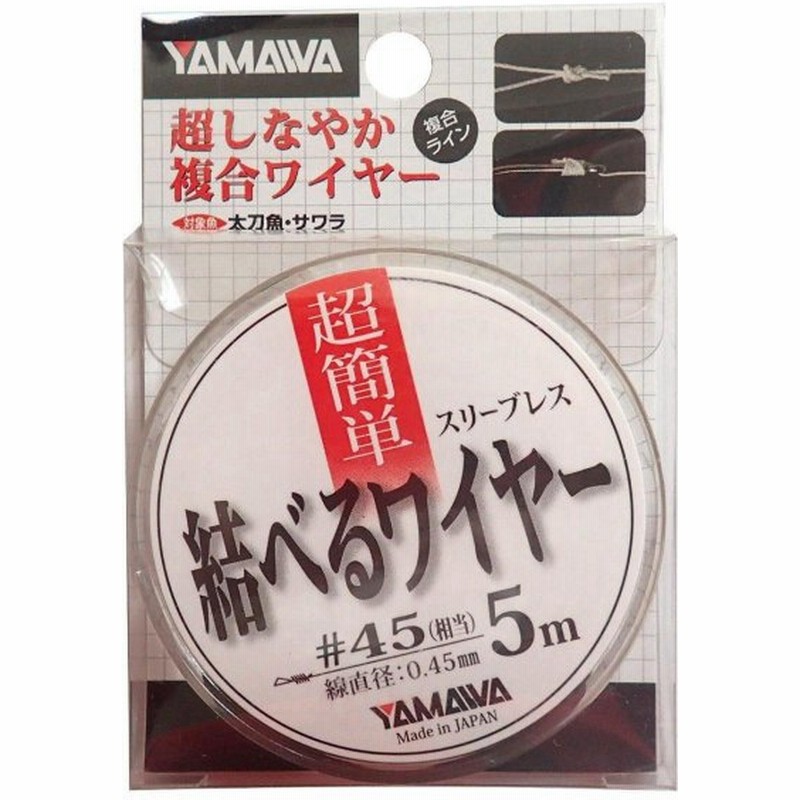 YAMAWA
超しなやか
複合ワイヤー
複合
ライン
対象魚 太刀魚・サワラ
超簡単
スリーブレス
結べるワイヤー
#45(相当) 5m
線直径:0.45mm
YAMAWA
Made in JAPAN